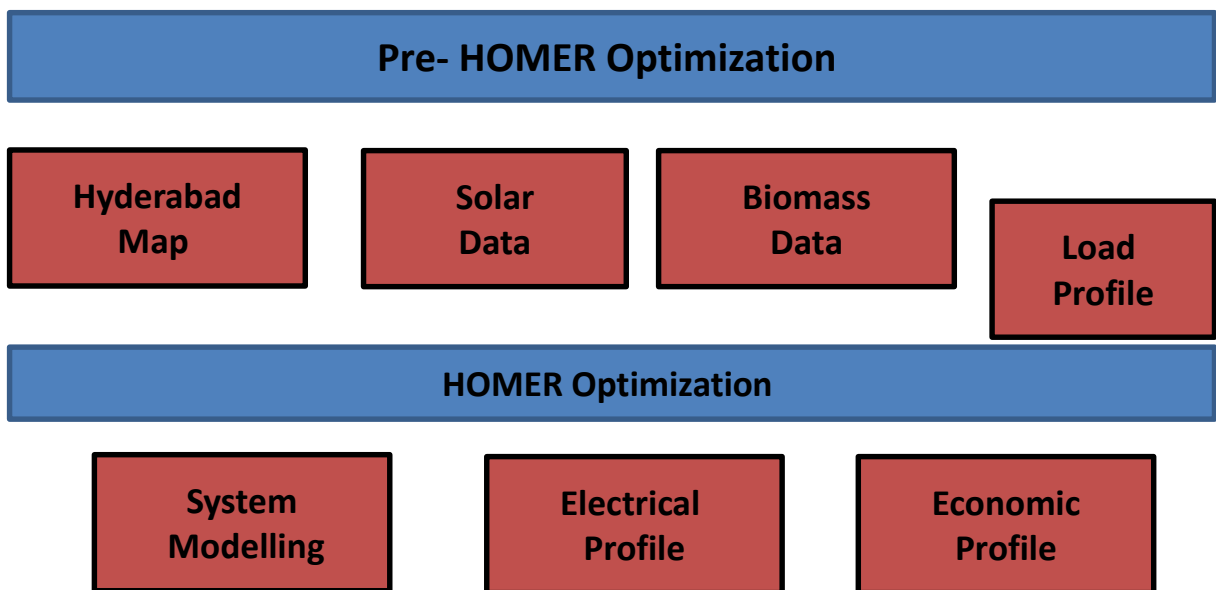 Pre- HOMER Optimization
Hyderabad
Map
Solar
Data
Biomass
Data
Load
Profile
HOMER Optimization
System
Modelling
Electrical
Profile
Economic
Profile